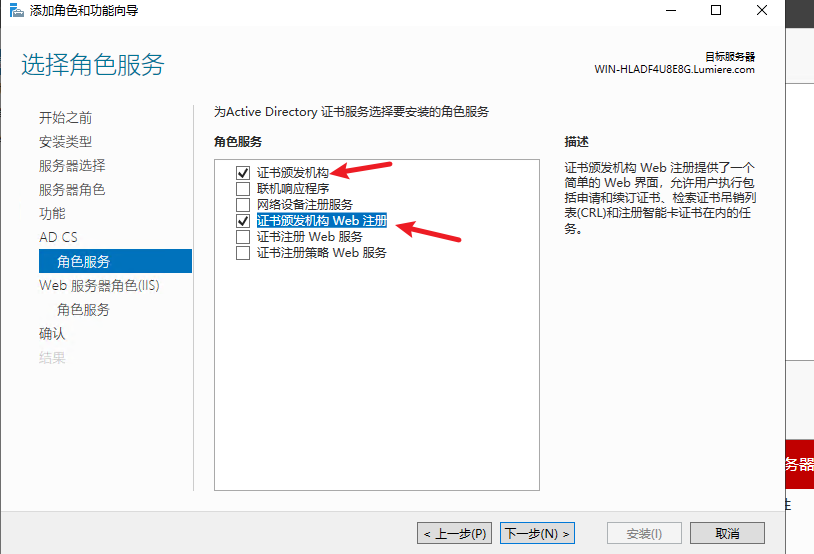 添加角色和功能向导
选择角色服务
目标服务器
WIN-HLADF4U8E8G.Lumiere.com
开始之前
安装类型
服务器选择
服务器角色
功能
AD CS
角色服务
Web 服务器角色(IIS)
角色服务
确认
结果
为Active Directory 证书服务选择要安装的角色服务
角色服务
证书颁发机构
联机响应程序
网络设备注册服务
证书颁发机构 Web 注册
证书注册 Web 服务
证书注册策略 Web 服务
描述
证书颁发机构 Web 注册提供了一个
简单的 Web 界面，允许用户执行包
括申请和续订证书、检索证书吊销列
表(CRL)和注册智能卡证书在内的任
务。
务器
< 上一步(P)
下一步(N) >
安装(I)
取消